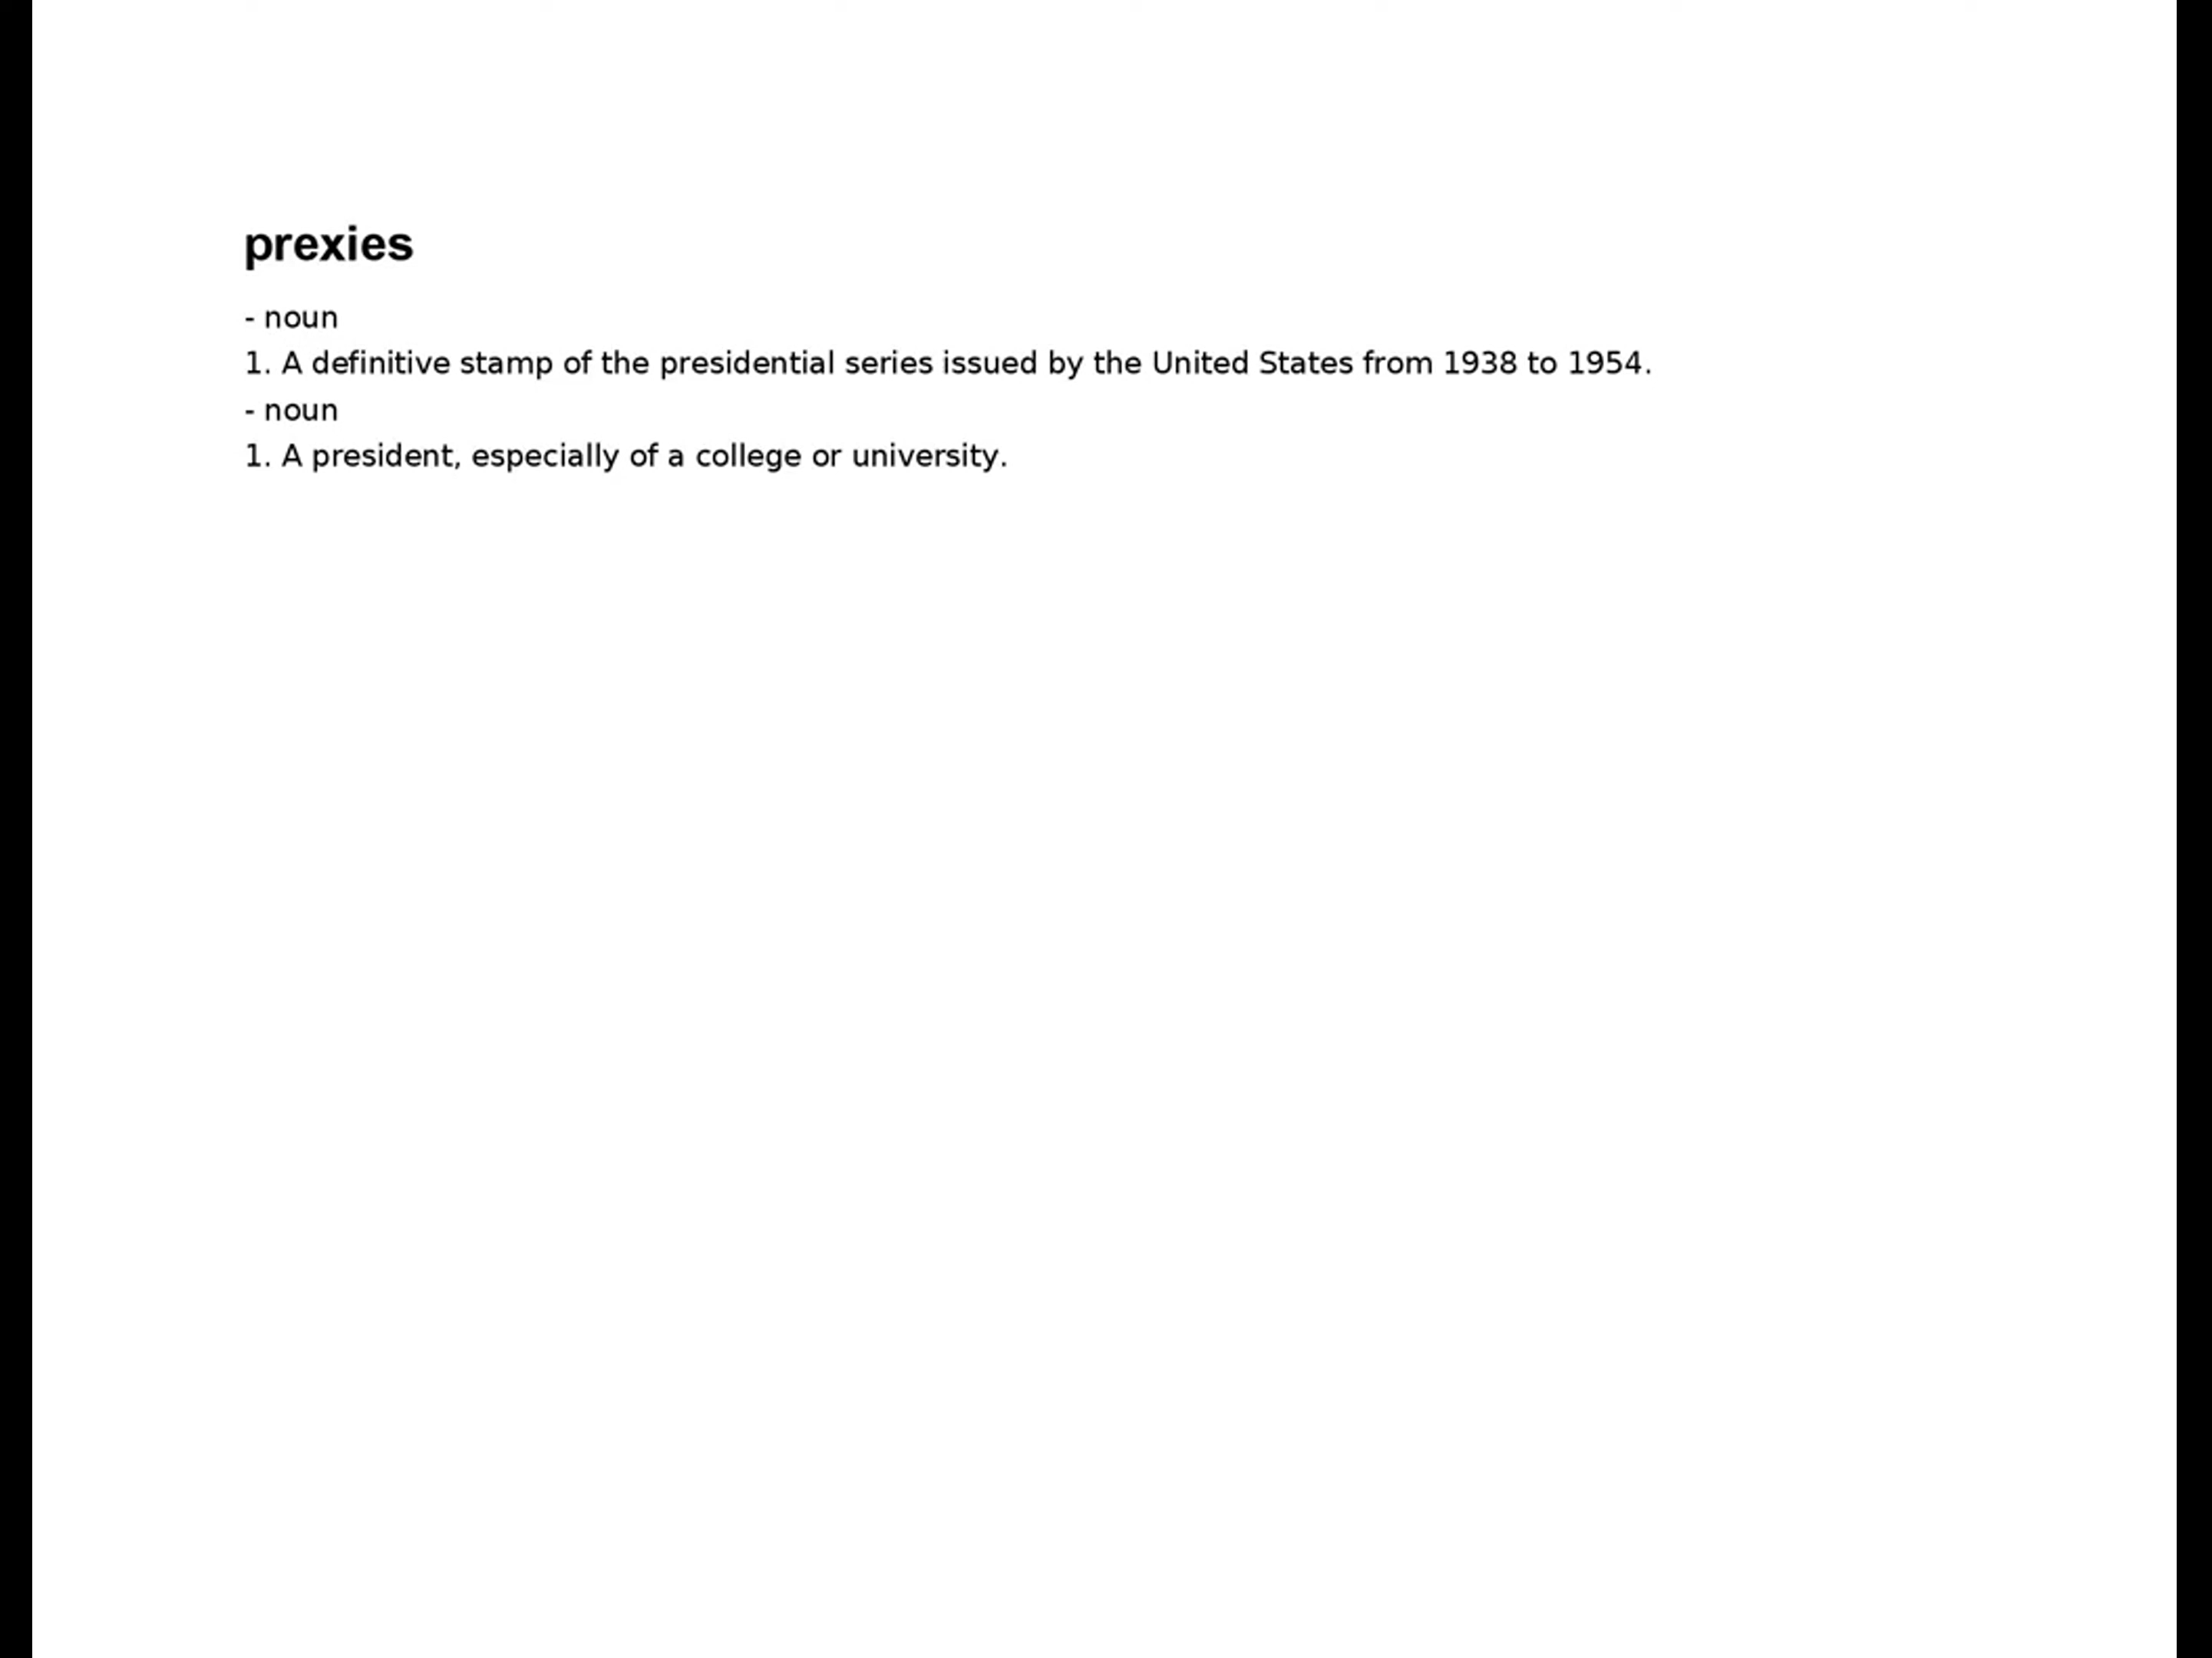 prexies
- noun
1. A definitive stamp of the presidential series issued by the United States from 1938 to 1954.
- noun
1. A president, especially of a college or university.